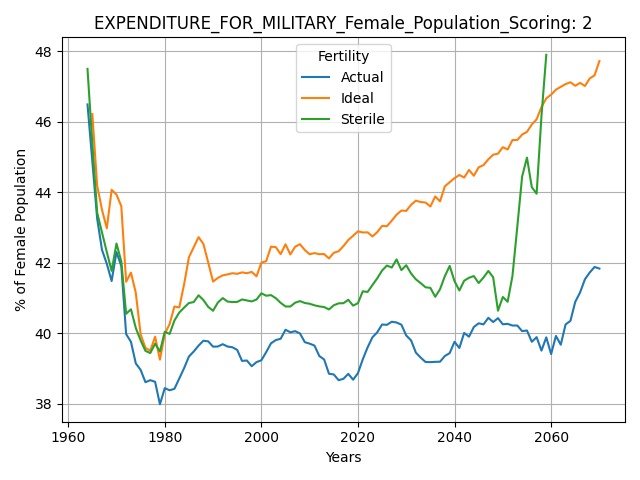 EXPENDITURE_FOR_MILITARY_Female_Population_Scoring: 2
Fertility
Actual
Ideal
Sterile
% of Female Population
48
46
44
42
40
38
1960
1980
2000
2020
2040
2060
Years